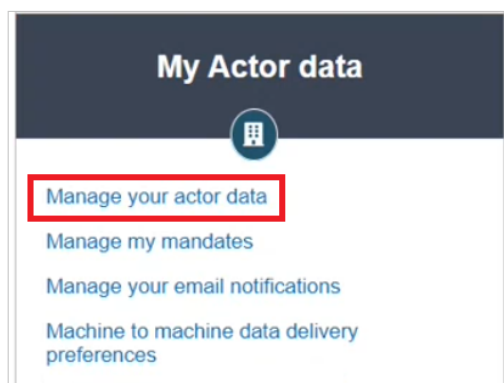 My Actor data
Manage your actor data
Manage my mandates
Manage your email notifications
Machine to machine data delivery
preferences